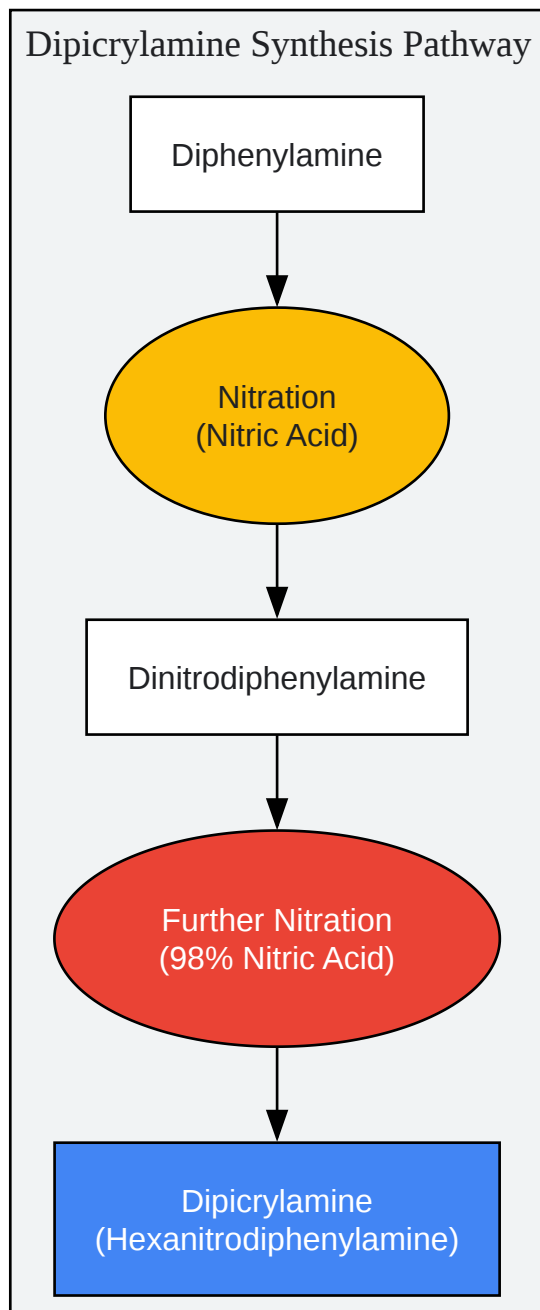 Dipicrylamine Synthesis Pathway
Diphenylamine
Nitration
(Nitric Acid)
Dinitrodiphenylamine
Further Nitration
(98% Nitric Acid)
Dipicrylamine
(Hexanitrodiphenylamine)